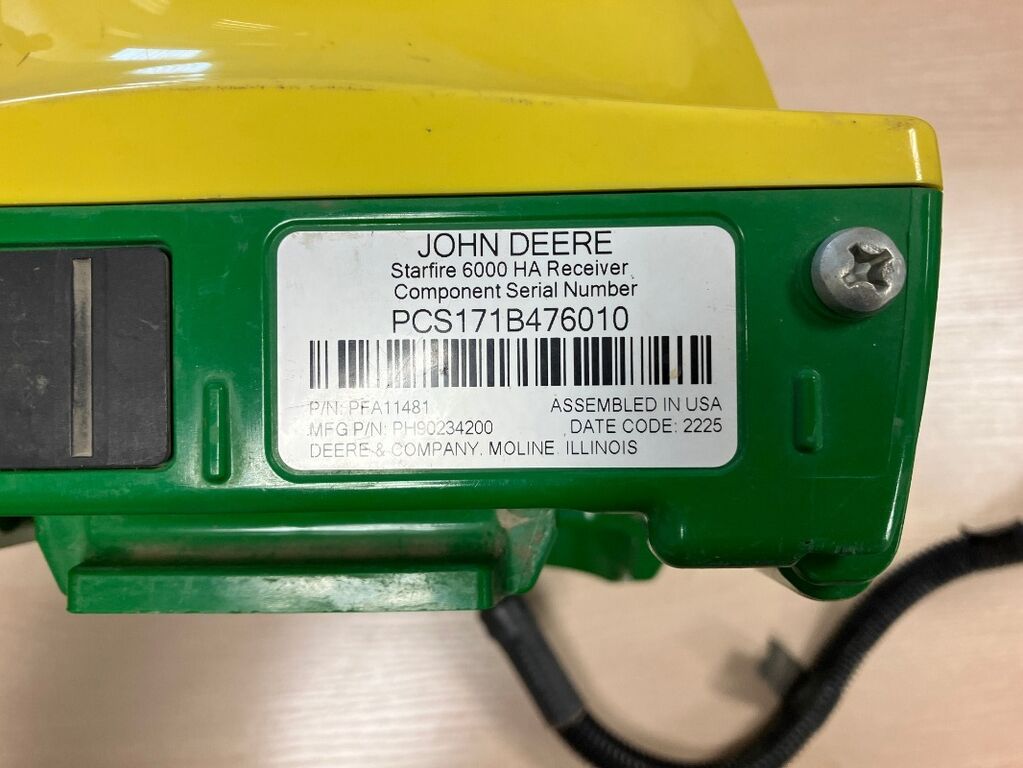 JOHN DEERE
Starfire 6000 HA Receiver
Component Serial Number
PCS171B476010
P/N: PFA11481 ASSEMBLED IN USA
MFG P/N: PH90234200 DATE CODE: 2225
DEERE & COMPANY, MOLINE, ILLINOIS